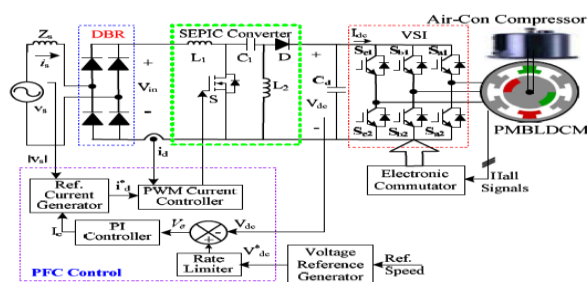 Air-Con Compressor
SEPIC Converter
DBR
VSI
Zs
is
vs
L1
C1
D
Idc
Sc1
Sb1
Sa1
Vin
S
L2
Cd
Vdc
Sc2
Sb2
Sa2
PMBLDCM
id
|vs|
Electronic
Commutator
Hall
Signals
Ref.
Current
Generator
i*d
PWM Current
Controller
Ic
PI
Controller
Ve
Vdc
Rate
Limiter
V*dc
Voltage
Reference
Generator
Ref.
Speed
PFC Control